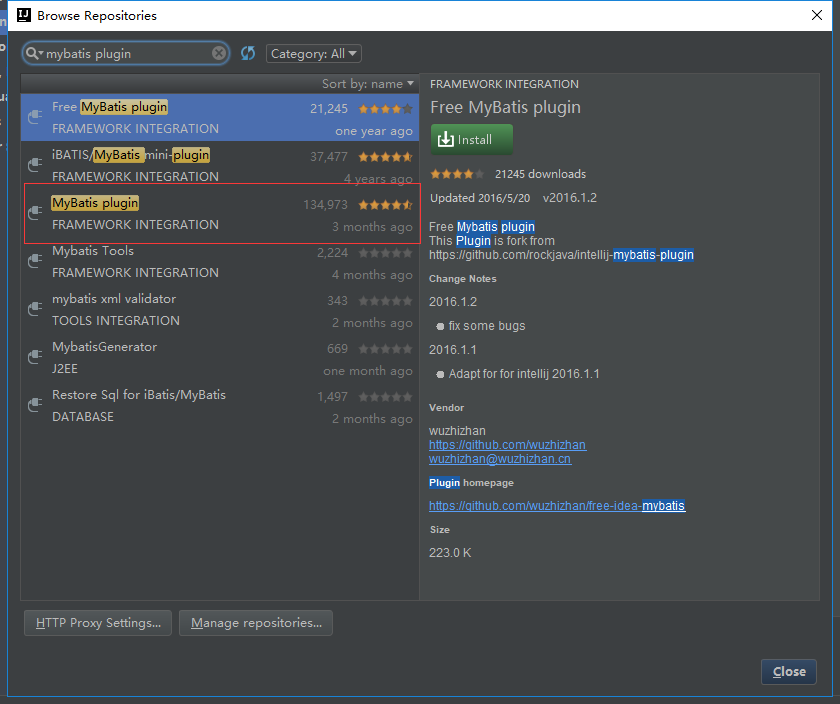 Browse Repositories
mybatis plugin
Category: All
Sort by: name
Free MyBatis plugin
21,245
FRAMEWORK INTEGRATION
one year ago
iBATIS/MyBatis mini-plugin
37,477
FRAMEWORK INTEGRATION
4 years ago
MyBatis plugin
134,973
FRAMEWORK INTEGRATION
3 months ago
Mybatis Tools
2,224
FRAMEWORK INTEGRATION
4 months ago
mybatis xml validator
343
TOOLS INTEGRATION
2 months ago
MybatisGenerator
669
J2EE
one month ago
Restore Sql for iBatis/MyBatis
1,497
DATABASE
2 months ago
FRAMEWORK INTEGRATION
Free MyBatis plugin
Install
21245 downloads
Updated 2016/5/20 v2016.1.2
Free Mybatis plugin
This Plugin is fork from
https://github.com/rockjava/intellij-mybatis-plugin
Change Notes
2016.1.2
● fix some bugs
2016.1.1
● Adapt for for intellij 2016.1.1
Vendor
wuzhizhan
https://github.com/wuzhizhan
wuzhizhan@wuzhizhan.cn
Plugin homepage
https://github.com/wuzhizhan/free-idea-mybatis
Size
223.0 K
HTTP Proxy Settings...
Manage repositories...
Close